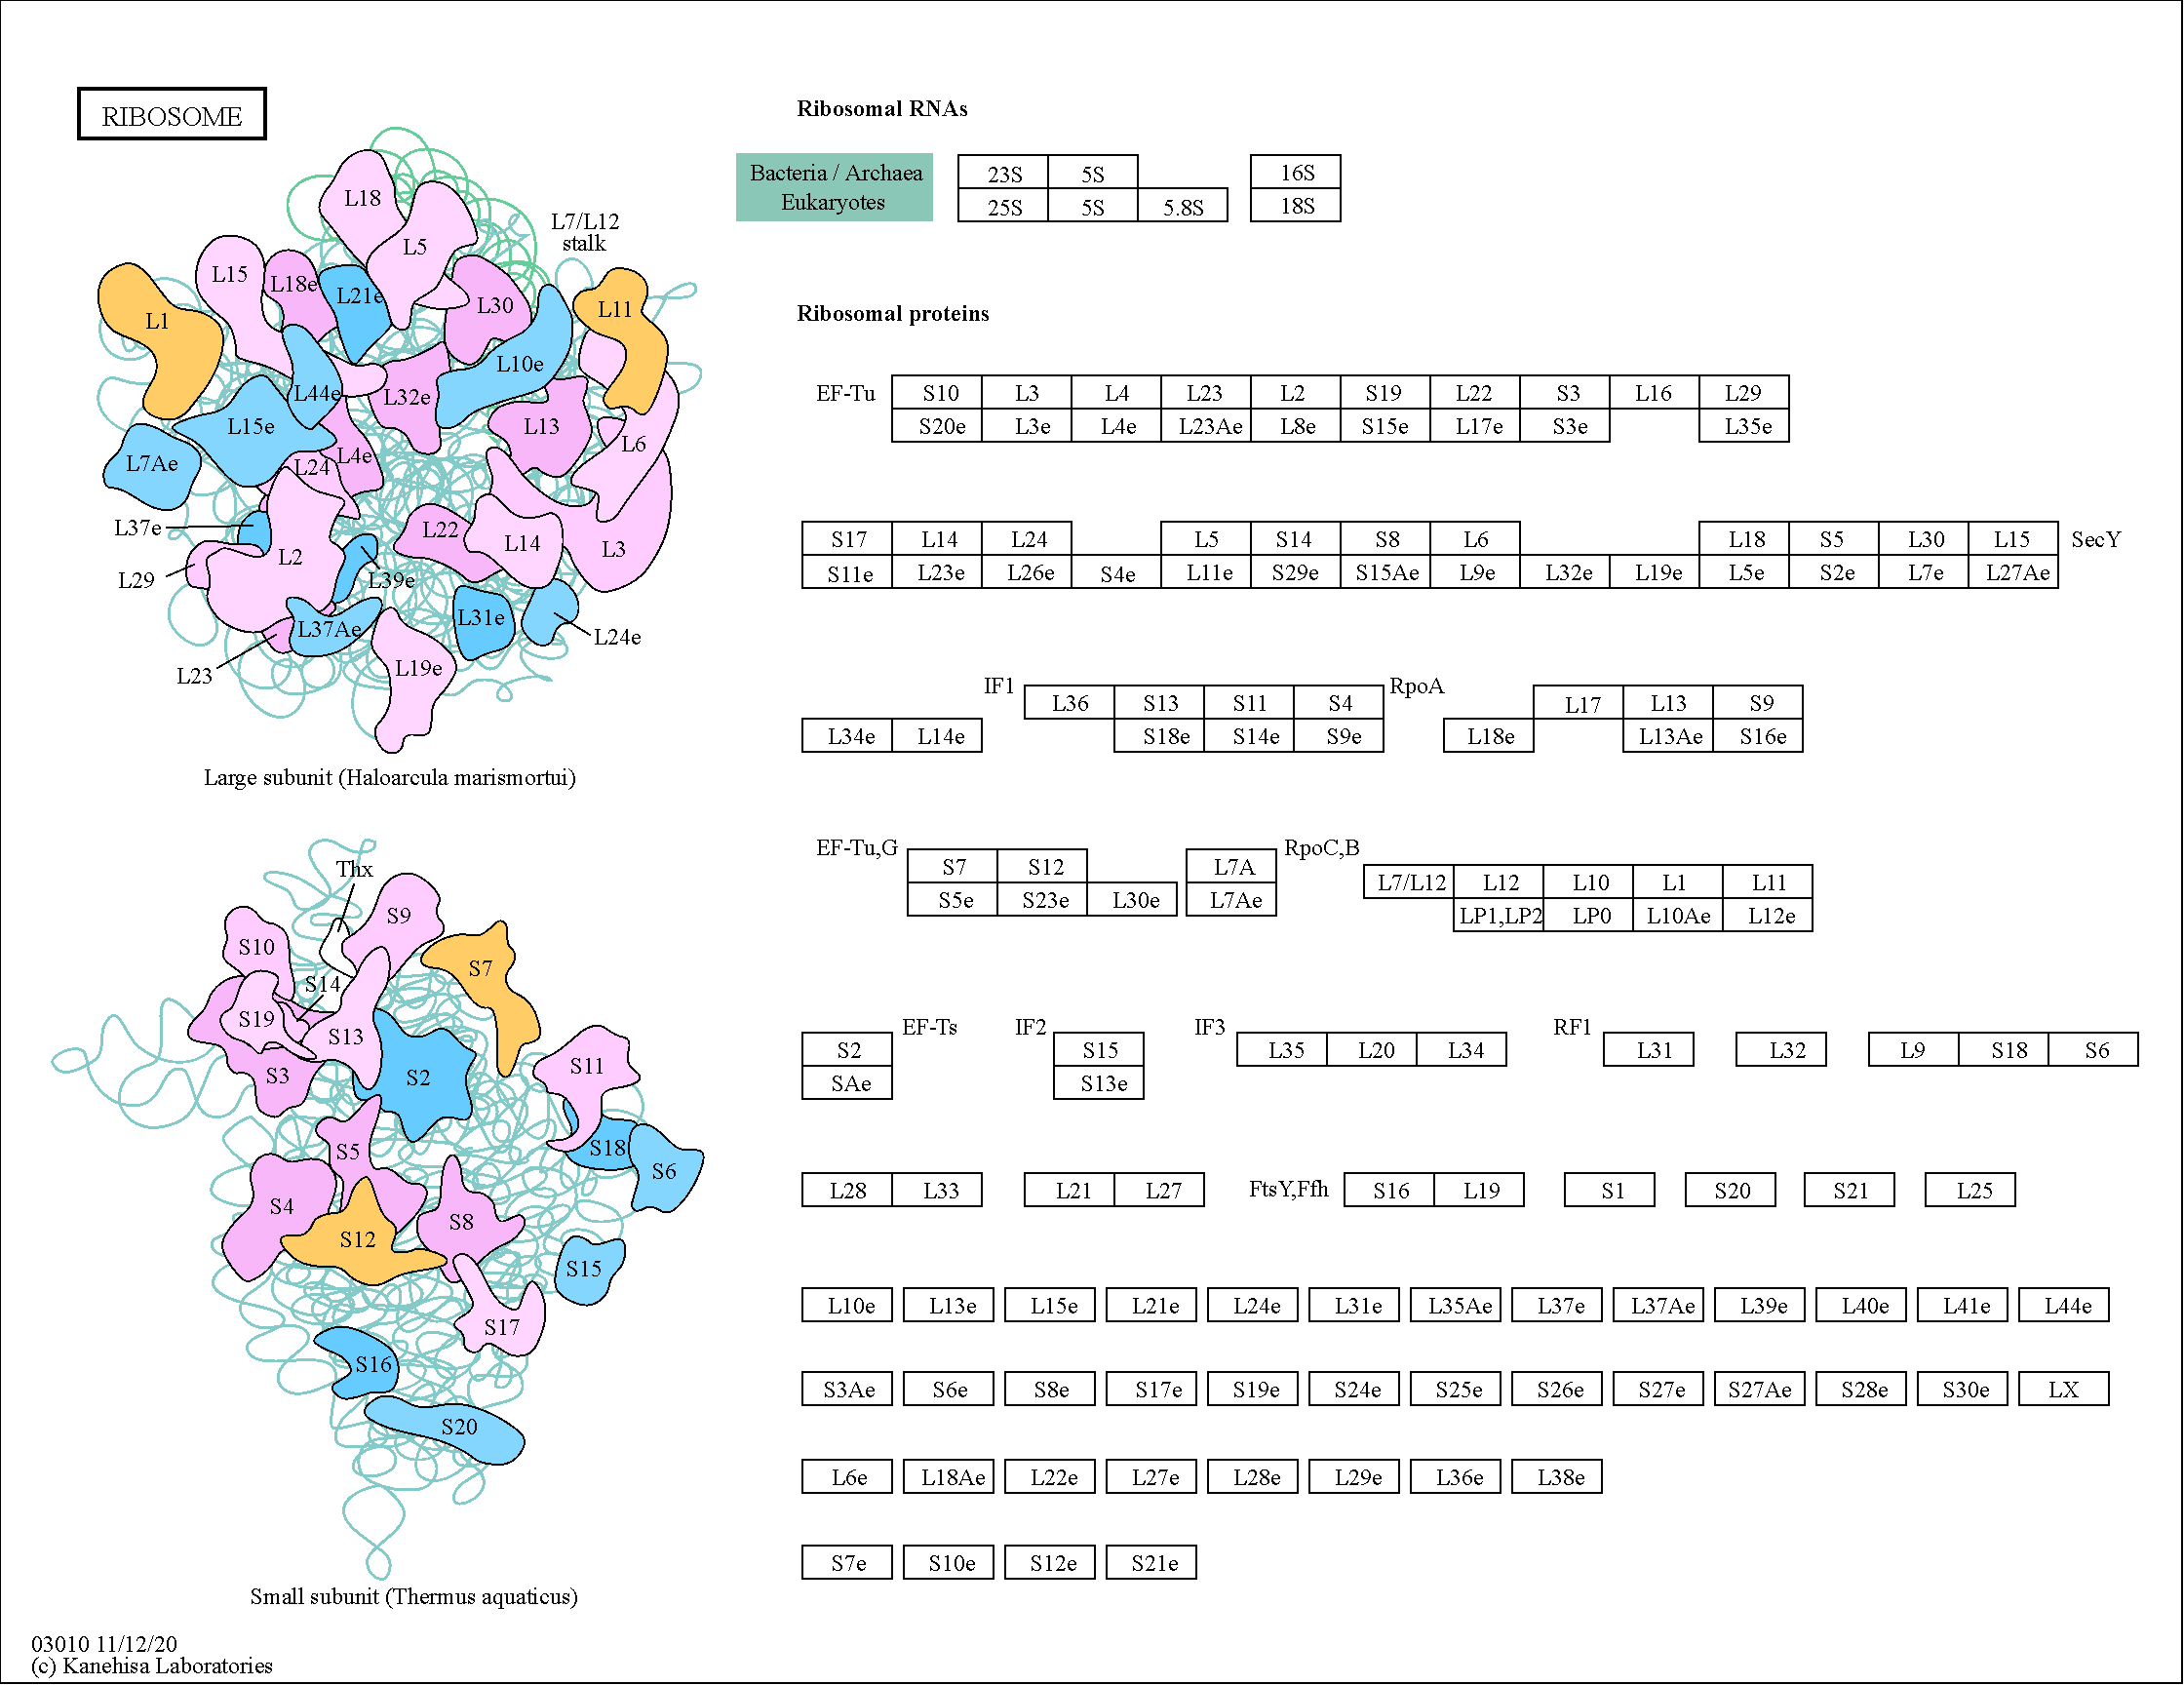 RIBOSOME
L18
L5
L7/L12
stalk
L15
L18e
L21e
L30
L11
L1
L10e
L44e
L32e
L15e
L13
L6
L7Ae
L24
L4e
L37e
L22
L14
L3
L2
L29
L39e
L31e
L24e
L37Ae
L23
L19e
Large subunit (Haloarcula marismortui)
Thx
S9
S10
S7
S14
S19
S13
S3
S2
S11
S18
S6
S5
S4
S8
S12
S15
S17
S16
S20
Small subunit (Thermus aquaticus)
03010 11/12/20
(c) Kanehisa Laboratories
Ribosomal RNAs
Bacteria / Archaea 23S 5S 16S
Eukaryotes 25S 5S 5.8S 18S
Ribosomal proteins
EF-Tu S10 L3 L4 L23 L2 S19 L22 S3 L16 L29
S20e L3e L4e L23Ae L8e S15e L17e S3e L35e
S17 L14 L24 L5 S14 S8 L6 L18 S5 L30 L15 SecY
S11e L23e L26e S4e L11e S29e S15Ae L9e L32e L19e L5e S2e L7e L27Ae
IF1 L36 S13 S11 S4 RpoA L17 L13 S9
L34e L14e S18e S14e S9e L18e L13Ae S16e
EF-Tu,G S7 S12 L7A RpoC,B L7/L12 L12 L10 L1 L11
S5e S23e L30e L7Ae LP1,LP2 LP0 L10Ae L12e
S2 EF-Ts IF2 S15 IF3 L35 L20 L34 RF1 L31 L32 L9 S18 S6
SAe S13e
L28 L33 L21 L27 FtsY,Ffh S16 L19 S1 S20 S21 L25
L10e L13e L15e L21e L24e L31e L35Ae L37e L37Ae L39e L40e L41e L44e
S3Ae S6e S8e S17e S19e S24e S25e S26e S27e S27Ae S28e S30e LX
L6e L18Ae L22e L27e L28e L29e L36e L38e
S7e S10e S12e S21e